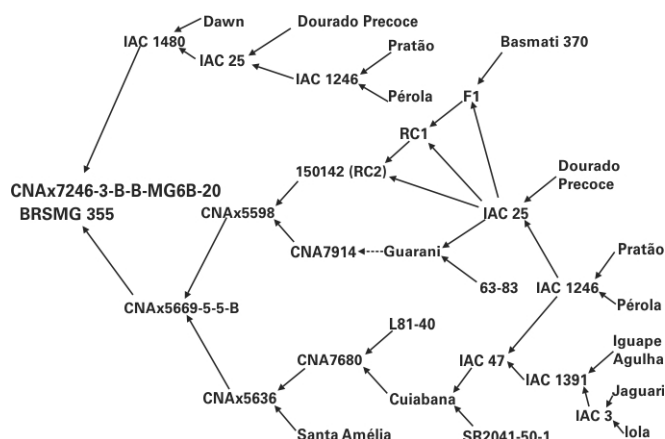 Dawn
Dourado Precoce
IAC 1480
IAC 25
Pratão
Basmati 370
IAC 1246
Pérola
F1
RC1
150142 (RC2)
Dourado
Precoce
CNAx7246-3-B-B-MG6B-20
BRSMG 355
CNAx5598
IAC 25
CNA7914
Guarani
Pratão
63-83
IAC 1246
Pérola
CNAx5669-5-5-B
L81-40
Iguape
Agulha
CNA7680
IAC 47
IAC 1391
Jaguari
CNAx5636
Cuiabana
IAC 3
Iola
Santa Amélia
SR2041-50-1